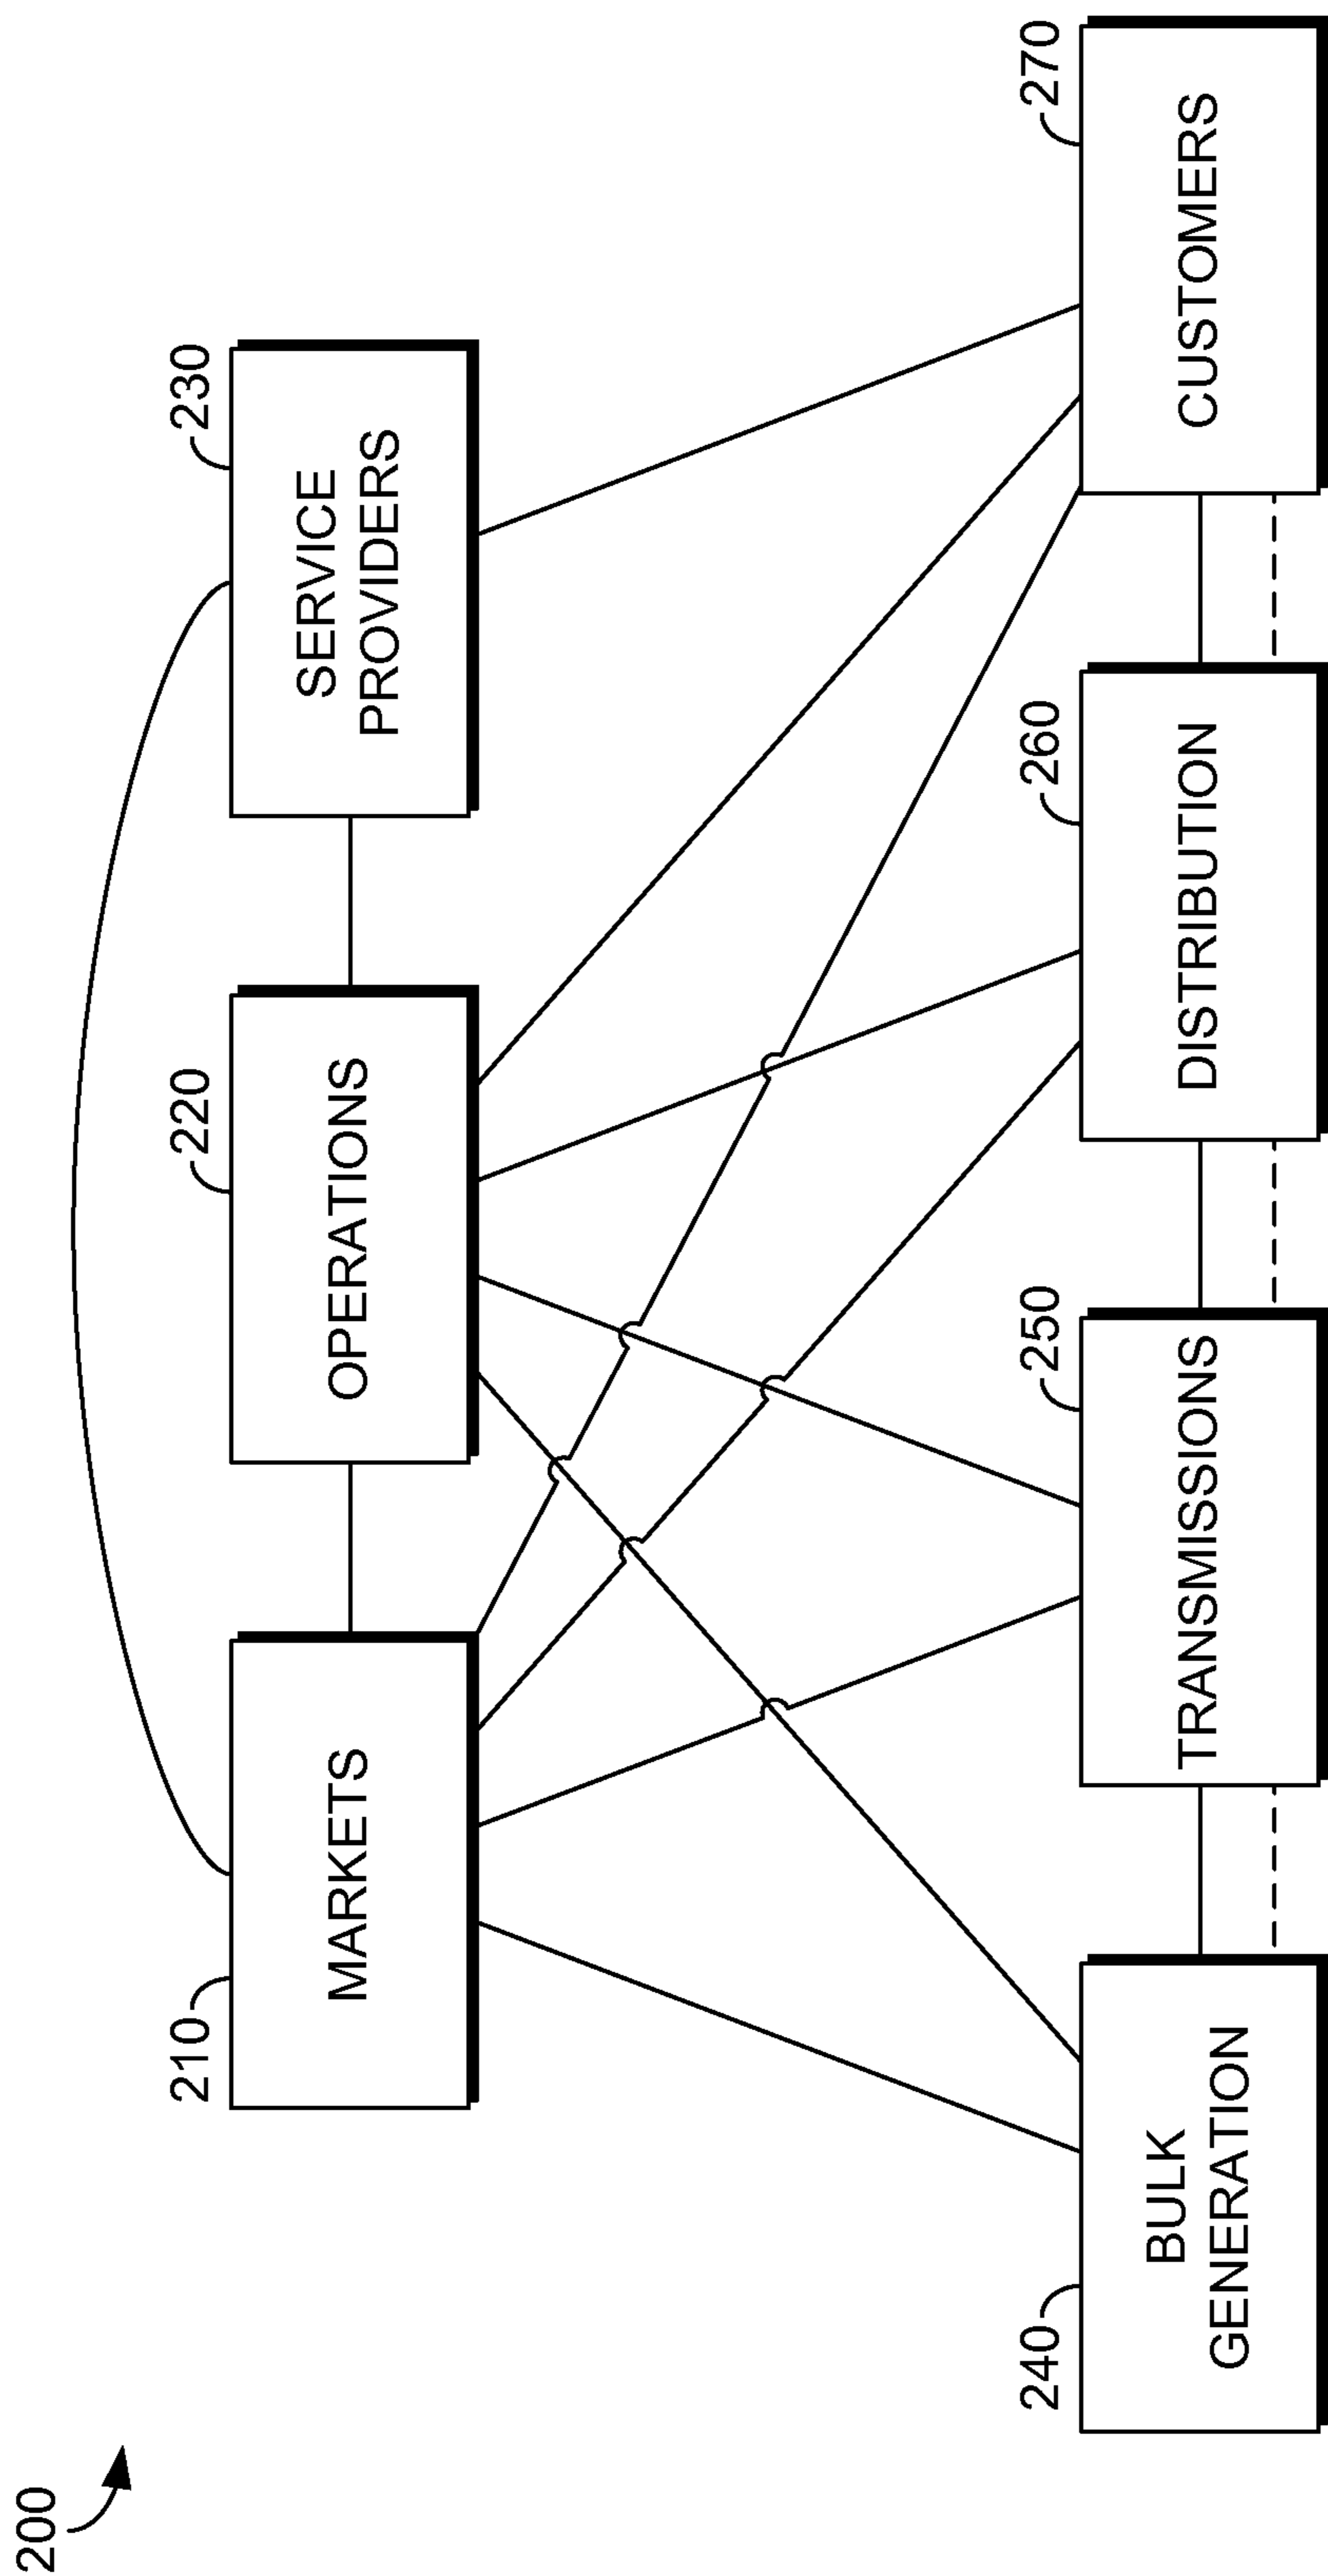 200
210
MARKETS
220
OPERATIONS
230
SERVICE
PROVIDERS
240
BULK
GENERATION
250
TRANSMISSIONS
260
DISTRIBUTION
270
CUSTOMERS